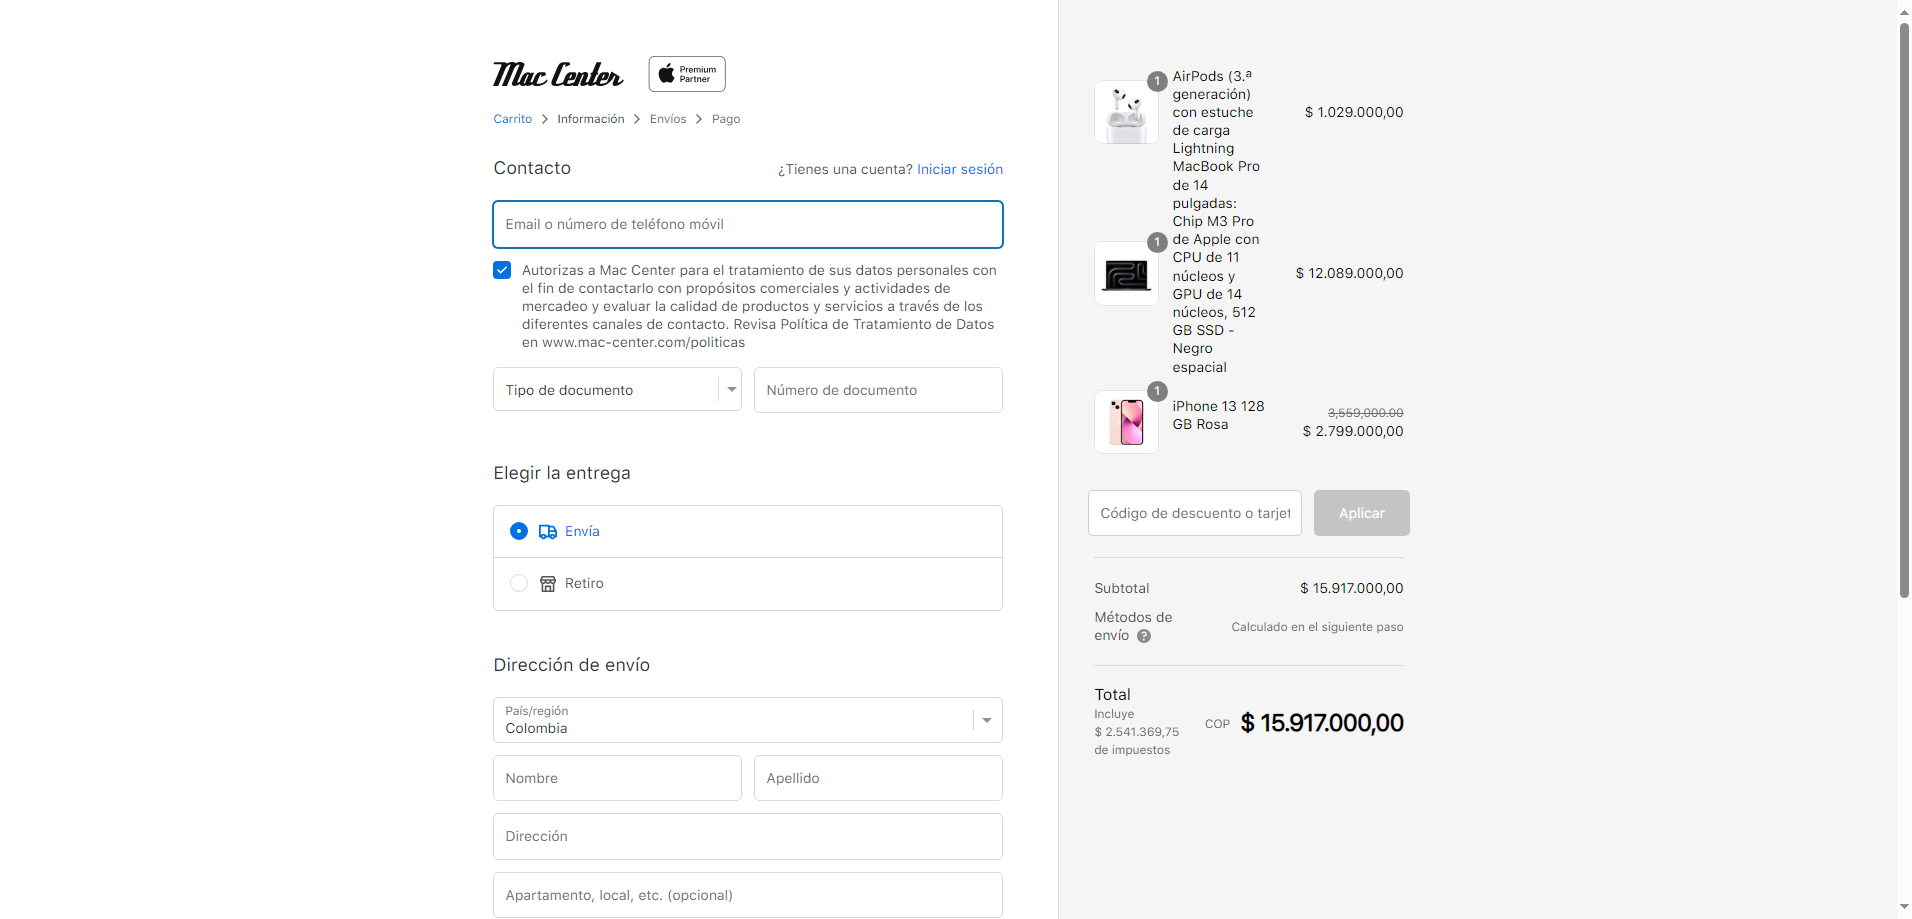 Mac Center
Premium
Partner
Carrito > Información > Envíos > Pago
Contacto
¿Tienes una cuenta? Iniciar sesión
Email o número de teléfono móvil
Autorizas a Mac Center para el tratamiento de sus datos personales con
el fin de contactarlo con propósitos comerciales y actividades de
mercadeo y evaluar la calidad de productos y servicios a través de los
diferentes canales de contacto. Revisa Política de Tratamiento de Datos
en www.mac-center.com/politicas
Tipo de documento
Número de documento
Elegir la entrega
Envía
Retiro
Dirección de envío
País/región
Colombia
Nombre
Apellido
Dirección
Apartamento, local, etc. (opcional)
1
AirPods (3.ª
generación)
con estuche
de carga
Lightning
$ 1.029.000,00
1
MacBook Pro
de 14
pulgadas:
Chip M3 Pro
de Apple con
CPU de 11
núcleos y
GPU de 14
núcleos, 512
GB SSD -
Negro
espacial
$ 12.089.000,00
1
iPhone 13 128
GB Rosa
3,559,000.00
$ 2.799.000,00
Código de descuento o tarjet
Aplicar
Subtotal
$ 15.917.000,00
Métodos de
envío ?
Calculado en el siguiente paso
Total
Incluye
$ 2.541.369,75
de impuestos
COP $ 15.917.000,00